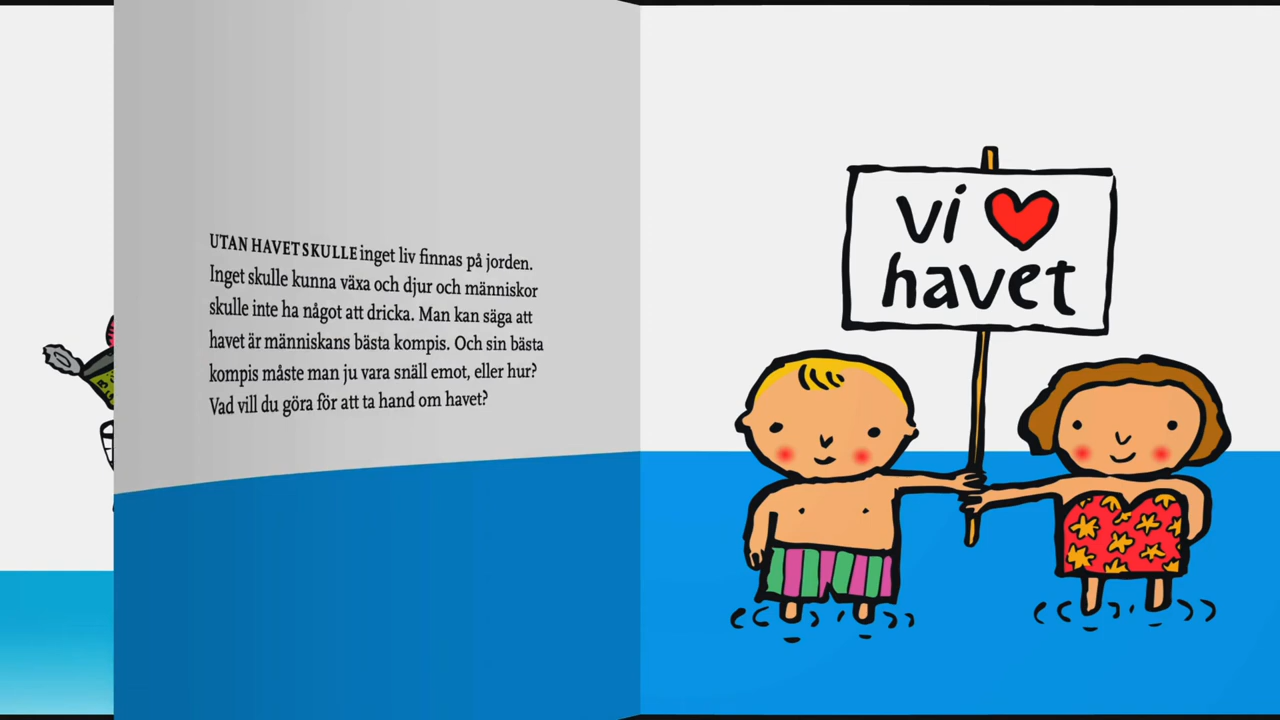 UTAN HAVET SKULLE inget liv finnas på jorden.
Inget skulle kunna växa och djur och människor
skulle inte ha något att dricka. Man kan säga att
havet är människans bästa kompis. Och sin bästa
kompis måste man ju vara snäll emot, eller hur?
Vad vill du göra för att ta hand om havet?
vi ❤
havet